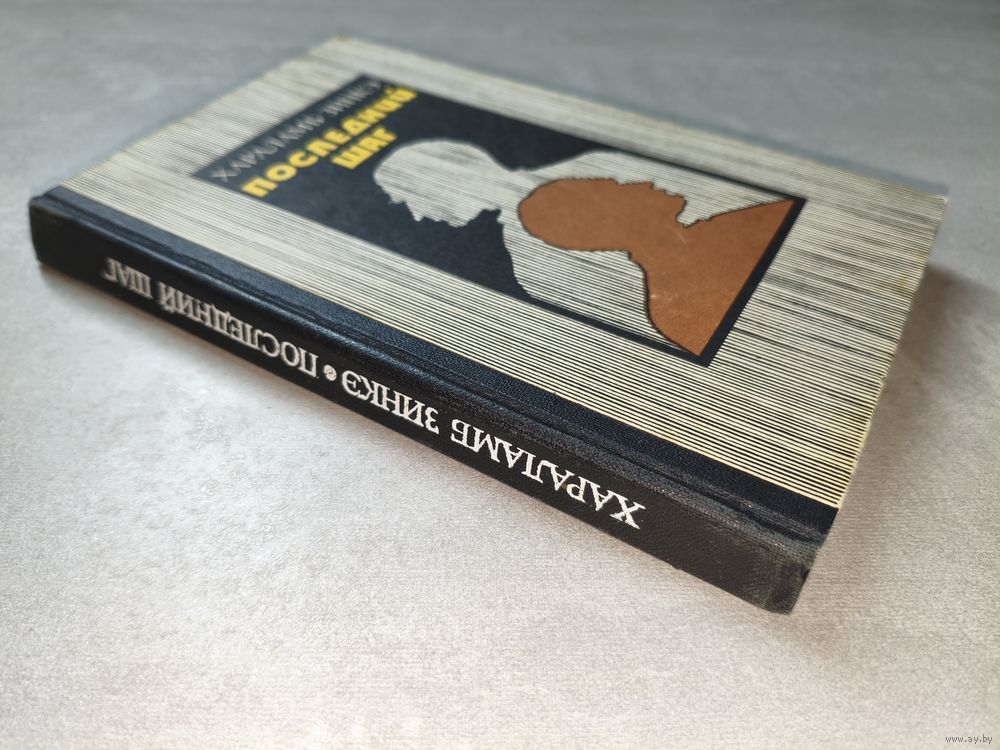 ХАРАЛАМБ ЗИНКЭ
ПОСЛЕДНИЙ
ШАГ
ХАРАЛАМБ ЗИНКЭ • ПОСЛЕДНИЙ ШАГ
www.ay.by